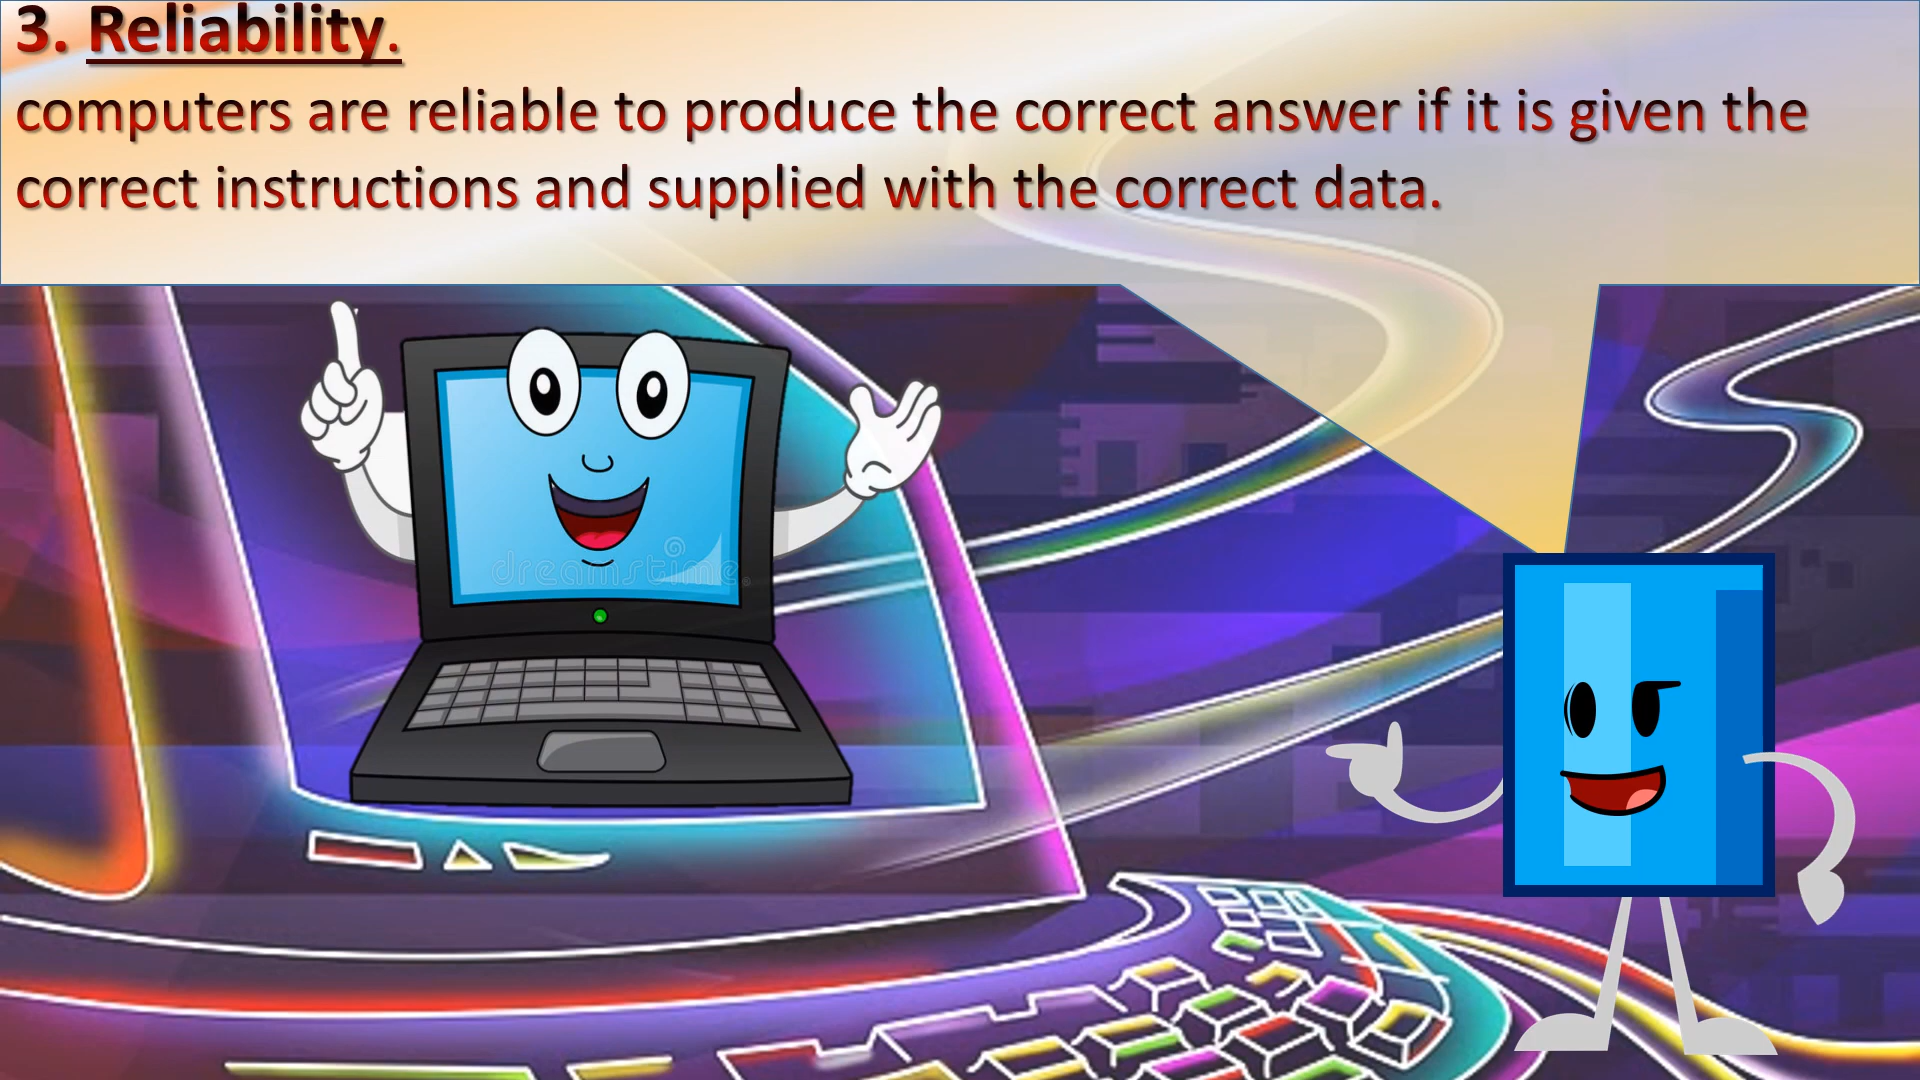 3. Reliability.
computers are reliable to produce the correct answer if it is given the
correct instructions and supplied with the correct data.
dreamstime.